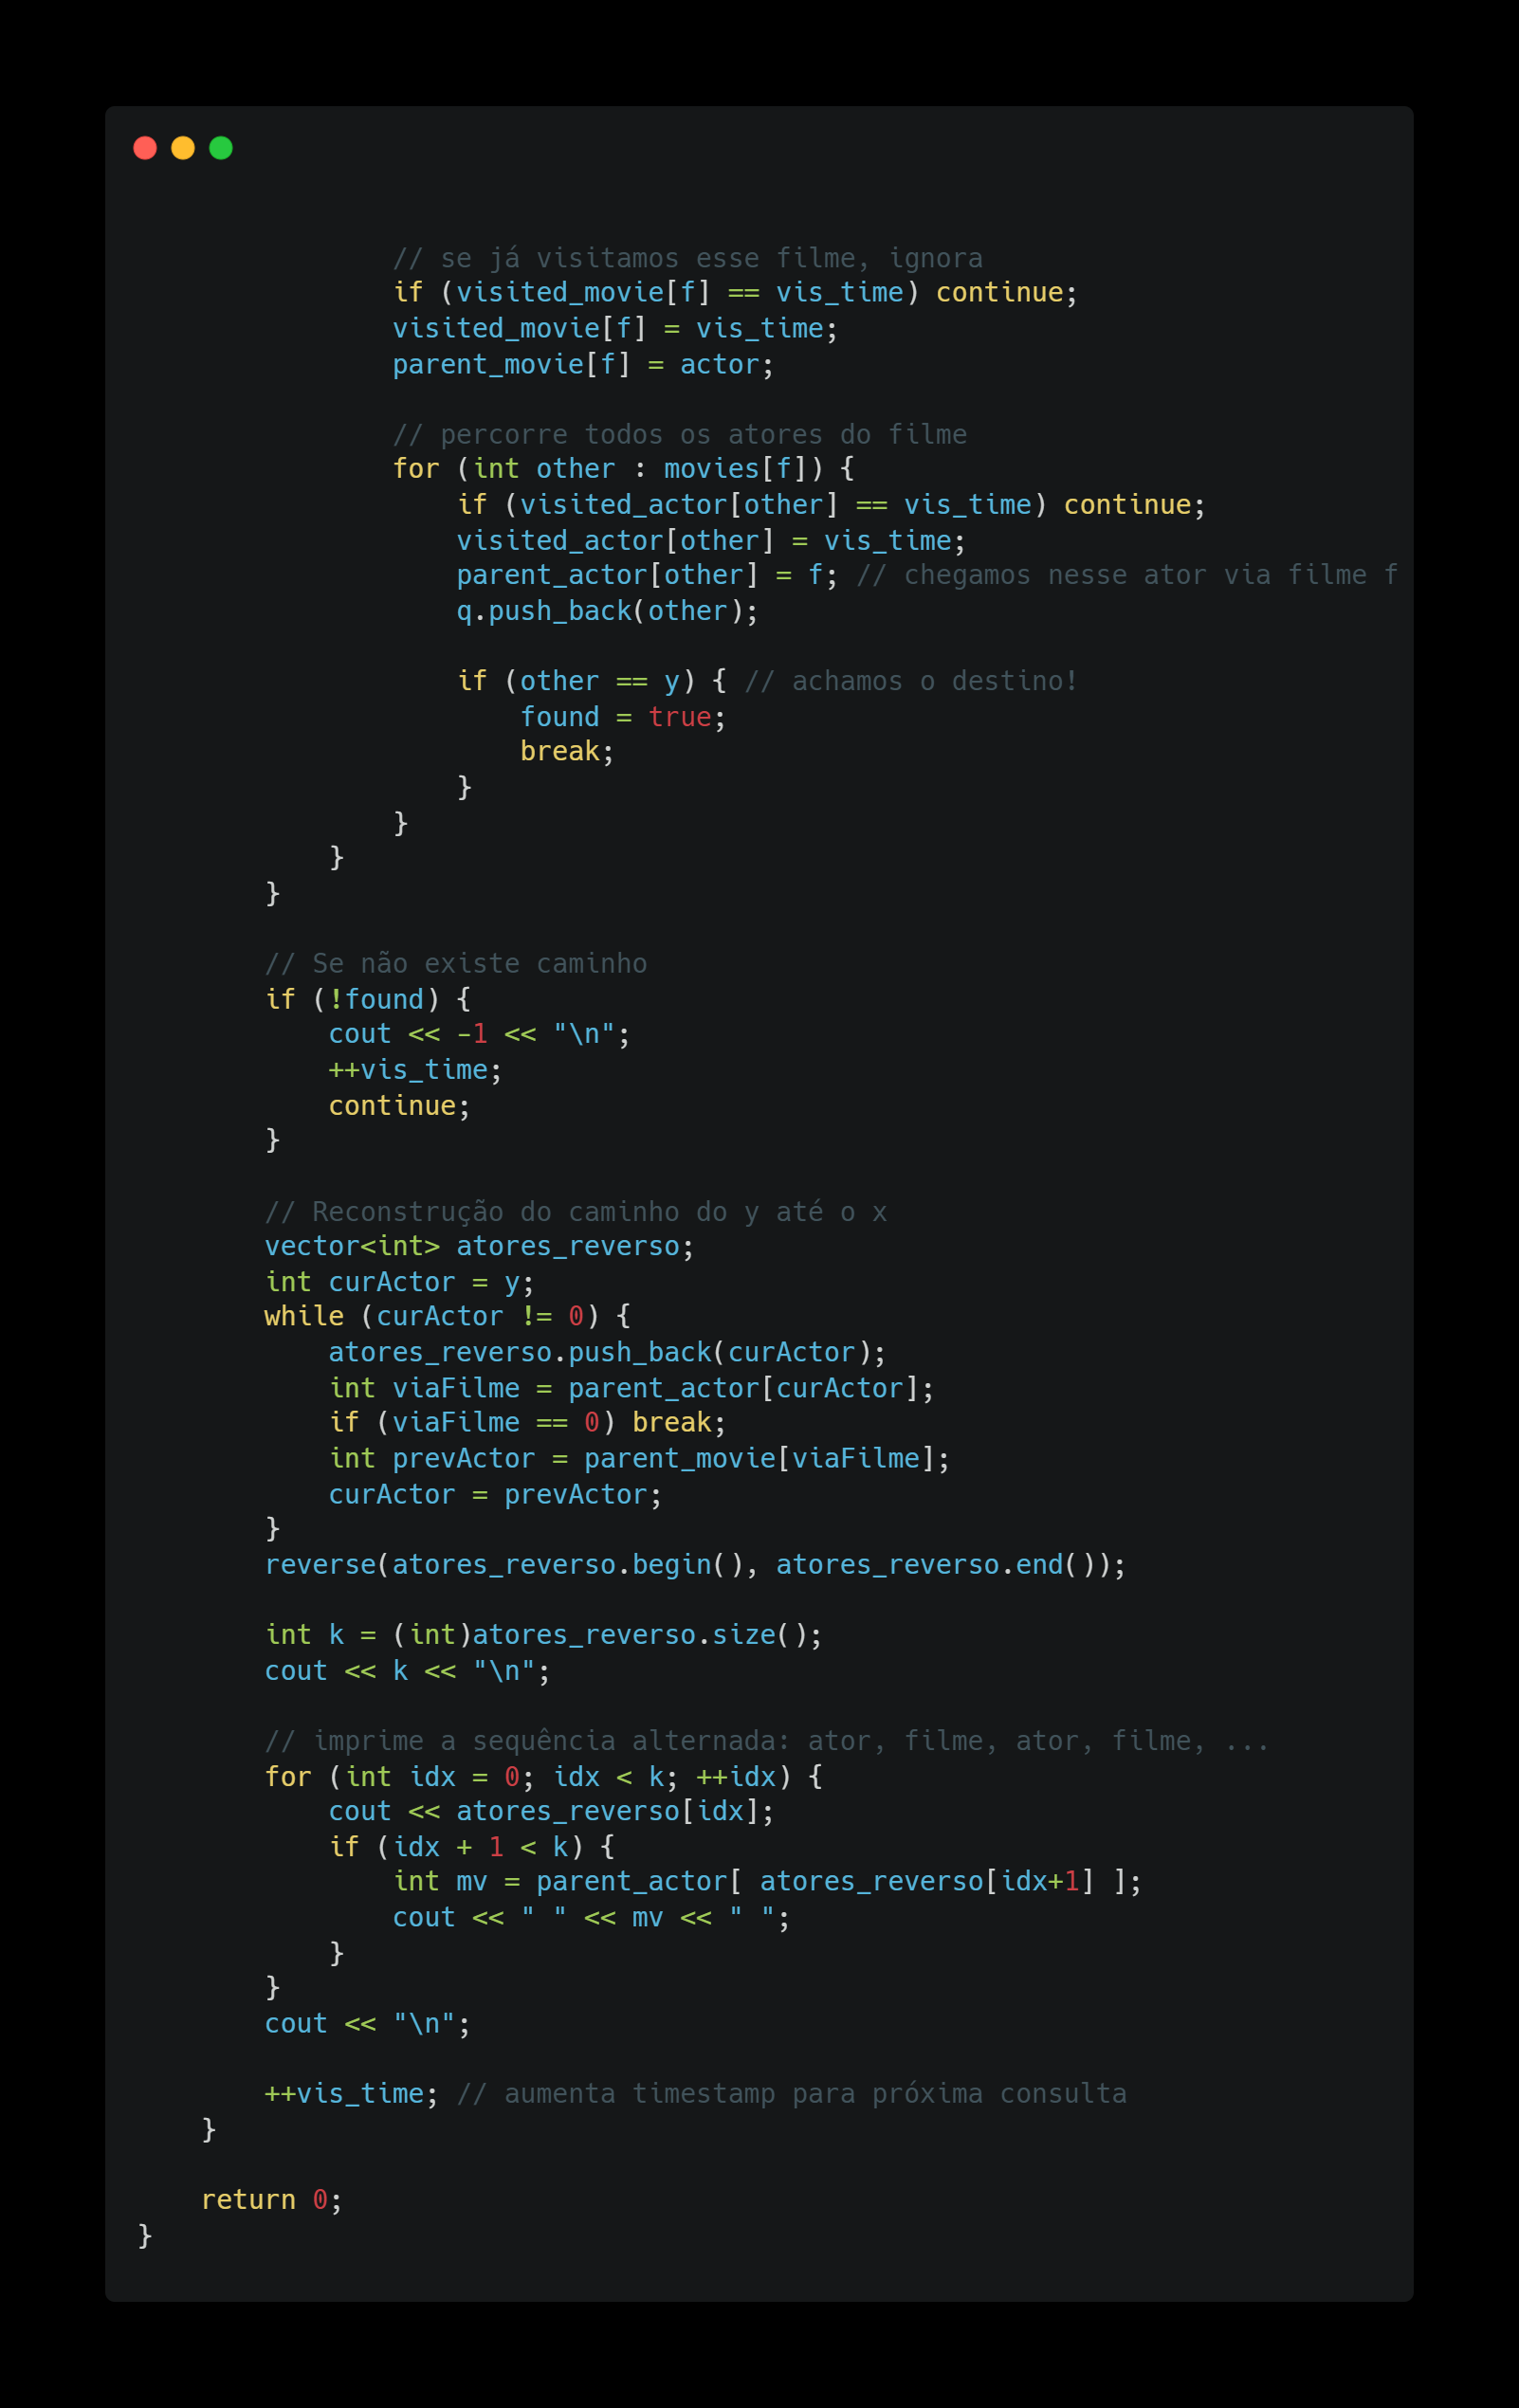 // se já visitamos esse filme, ignora
if (visited_movie[f] == vis_time) continue;
visited_movie[f] = vis_time;
parent_movie[f] = actor;
// percorre todos os atores do filme
for (int other : movies[f]) {
if (visited_actor[other] == vis_time) continue;
visited_actor[other] = vis_time;
parent_actor[other] = f; // chegamos nesse ator via filme f
q.push_back(other);
if (other == y) { // achamos o destino!
found = true;
break;
}
}
}
}
// Se não existe caminho
if (!found) {
cout << -1 << "\n";
++vis_time;
continue;
}
// Reconstrução do caminho do y até o x
vector<int> atores_reverso;
int curActor = y;
while (curActor != 0) {
atores_reverso.push_back(curActor);
int viaFilme = parent_actor[curActor];
if (viaFilme == 0) break;
int prevActor = parent_movie[viaFilme];
curActor = prevActor;
}
reverse(atores_reverso.begin(), atores_reverso.end());
int k = (int)atores_reverso.size();
cout << k << "\n";
// imprime a sequência alternada: ator, filme, ator, filme, ...
for (int idx = 0; idx < k; ++idx) {
cout << atores_reverso[idx];
if (idx + 1 < k) {
int mv = parent_actor[ atores_reverso[idx+1] ];
cout << " " << mv << " ";
}
}
cout << "\n";
++vis_time; // aumenta timestamp para próxima consulta
}
return 0;
}